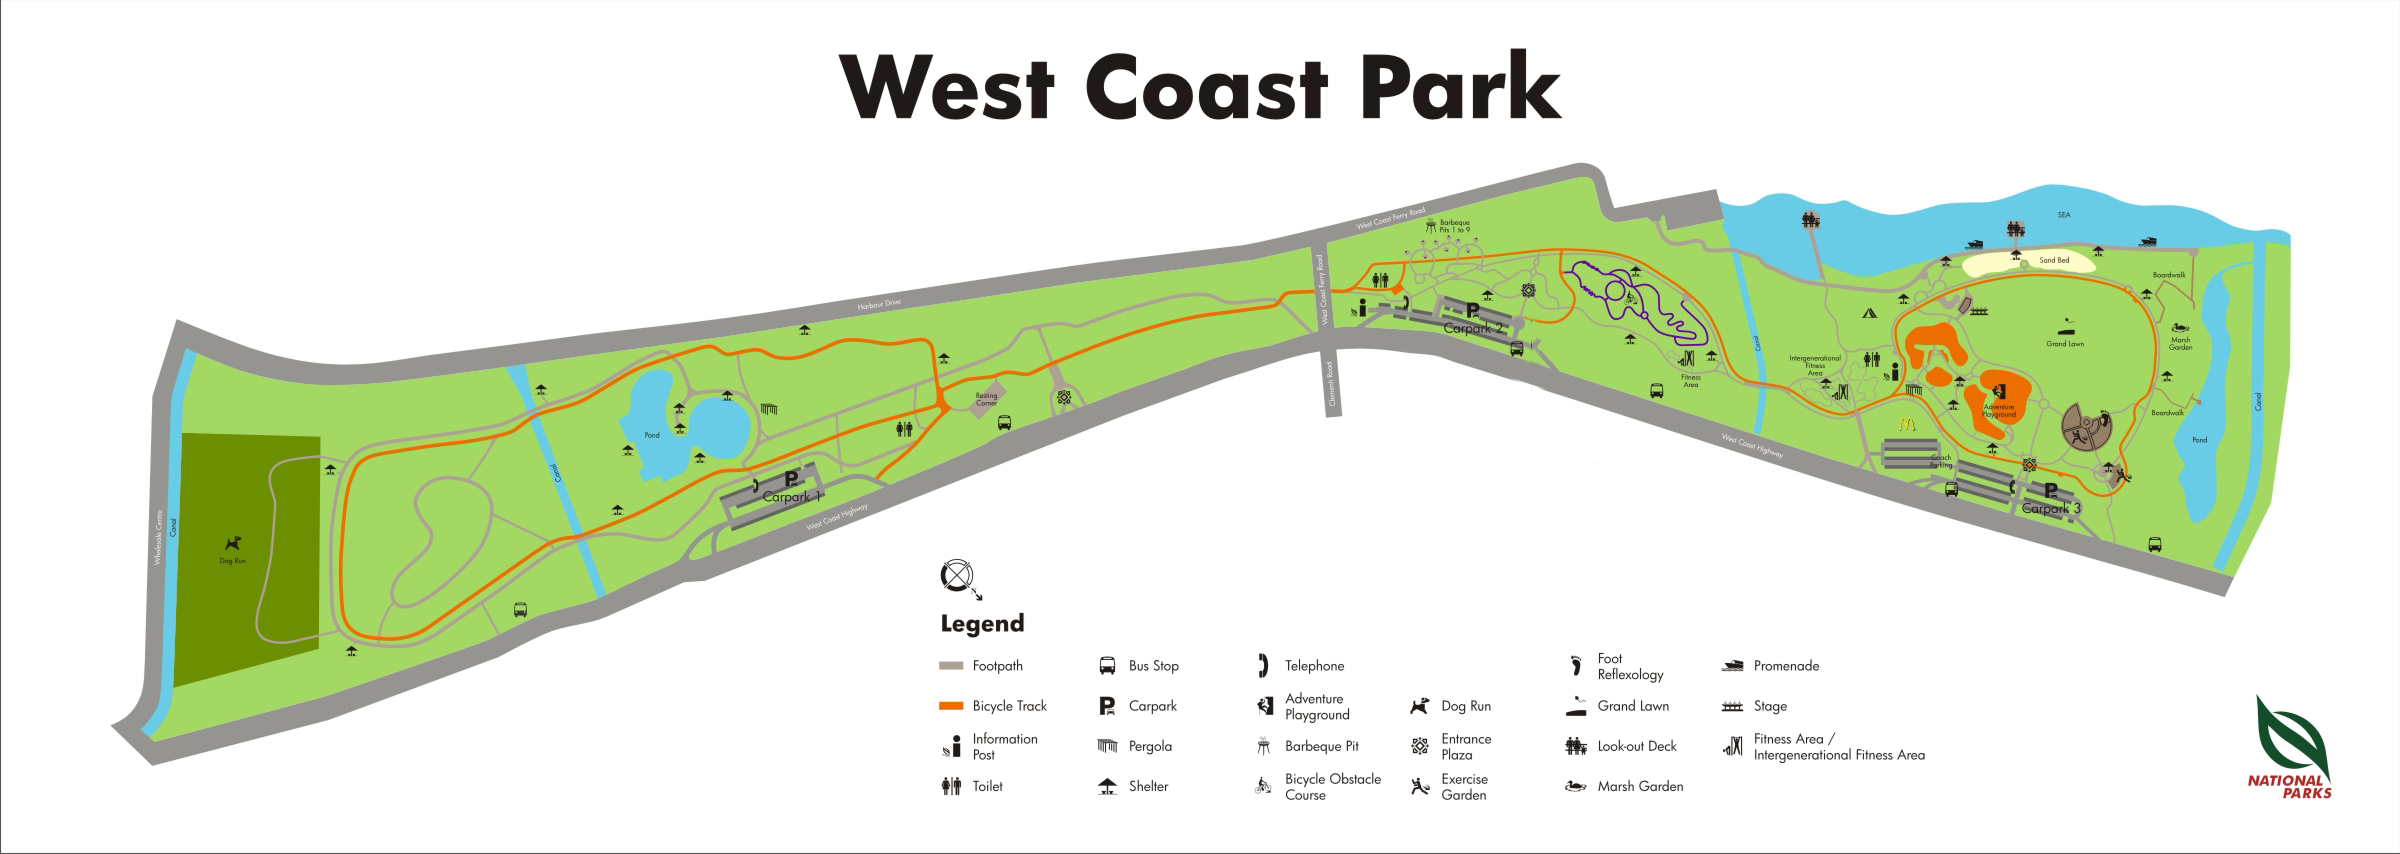 West Coast Park
West Coast Ferry Road
Barbeque
Pits 1 to 9
SEA
Sand Bed
Boardwalk
Harbour Drive
West Coast Ferry Road
Carpark 2
Canal
Grand Lawn
Marsh
Garden
Intergenerational
Fitness
Area
Fitness
Area
Clementi Road
Resting
Corner
Adventure
Playground
Boardwalk
Canal
Pond
Pond
West Coast Highway
Coach
Parking
Canal
Carpark 1
Carpark 3
West Coast Highway
Wholesale Centre
Canal
Dog Run
N
Legend
Footpath
Bicycle Track
Information
Post
Toilet
Bus Stop
Carpark
Pergola
Shelter
Telephone
Adventure
Playground
Barbeque Pit
Bicycle Obstacle
Course
Dog Run
Entrance
Plaza
Exercise
Garden
Foot
Reflexology
Grand Lawn
Look-out Deck
Marsh Garden
Promenade
Stage
Fitness Area /
Intergenerational Fitness Area
NATIONAL
PARKS